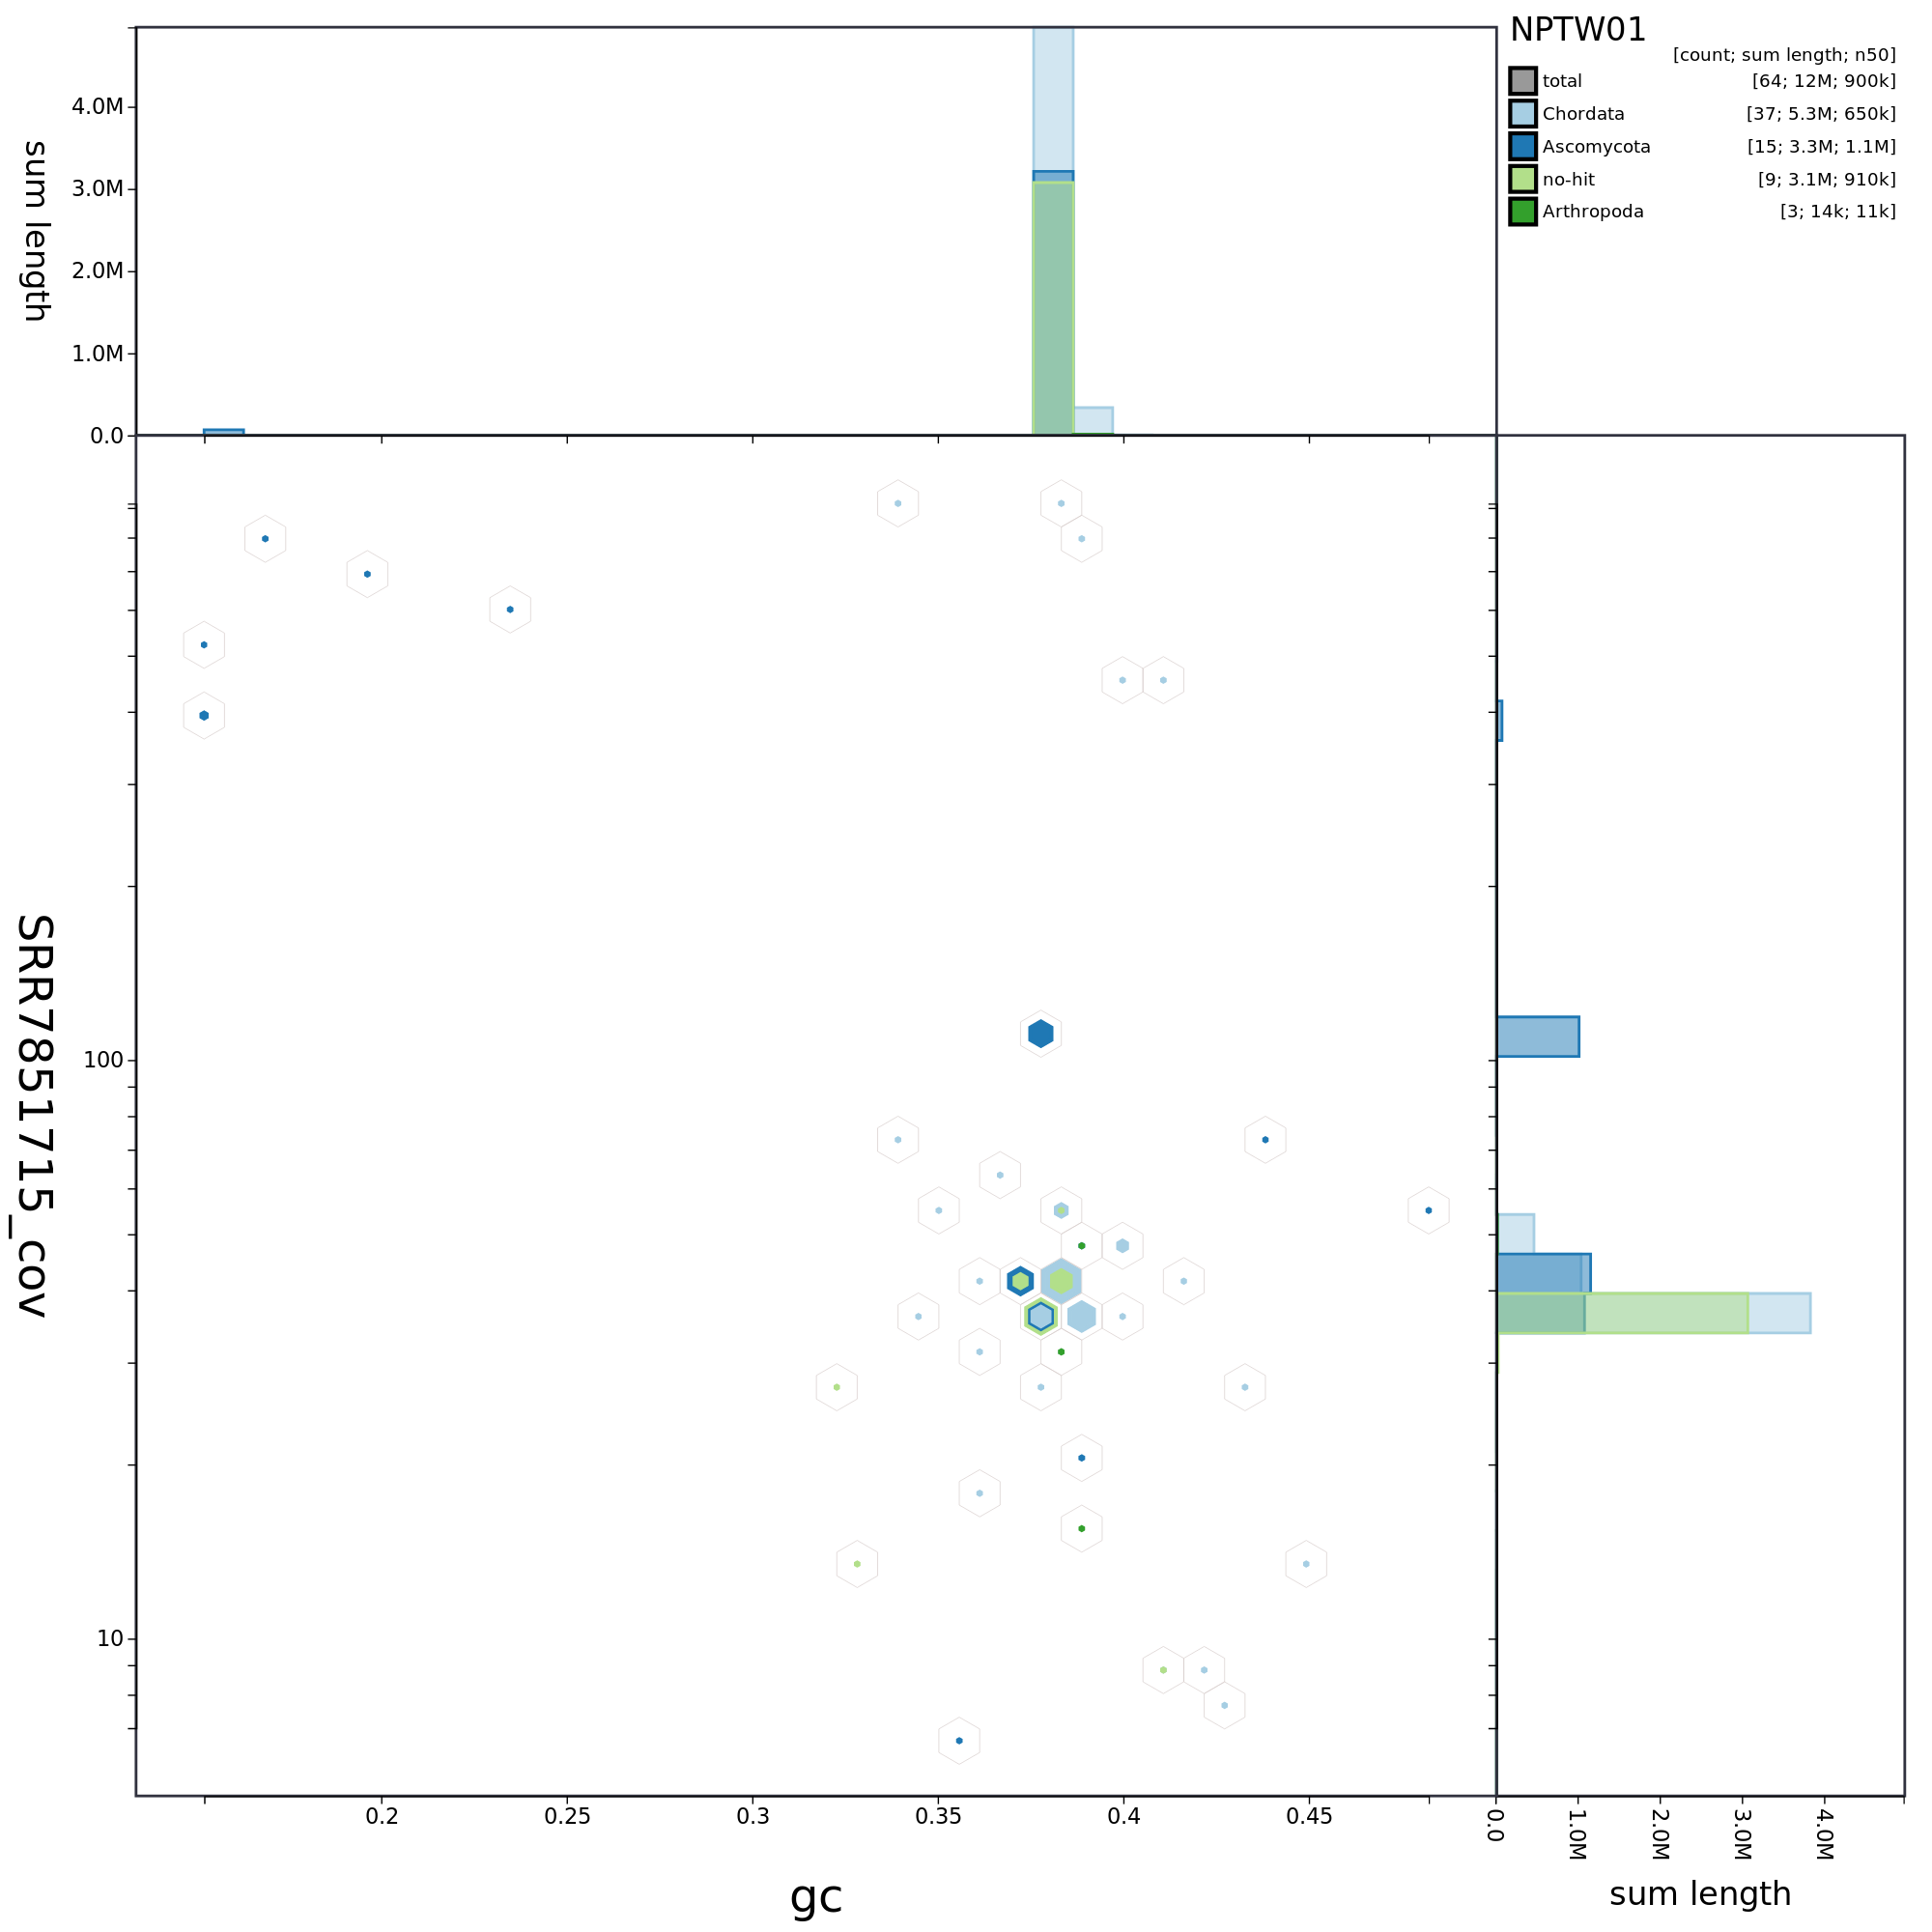 NPTW01
[count; sum length; n50]
total [64; 12M; 900k]
Chordata [37; 5.3M; 650k]
Ascomycota [15; 3.3M; 1.1M]
no-hit [9; 3.1M; 910k]
Arthropoda [3; 14k; 11k]
sum length
4.0M
3.0M
2.0M
1.0M
0.0
SRR7851715_cov
100
10
0.2 0.25 0.3 0.35 0.4 0.45
gc
0.0 1.0M 2.0M 3.0M 4.0M
sum length